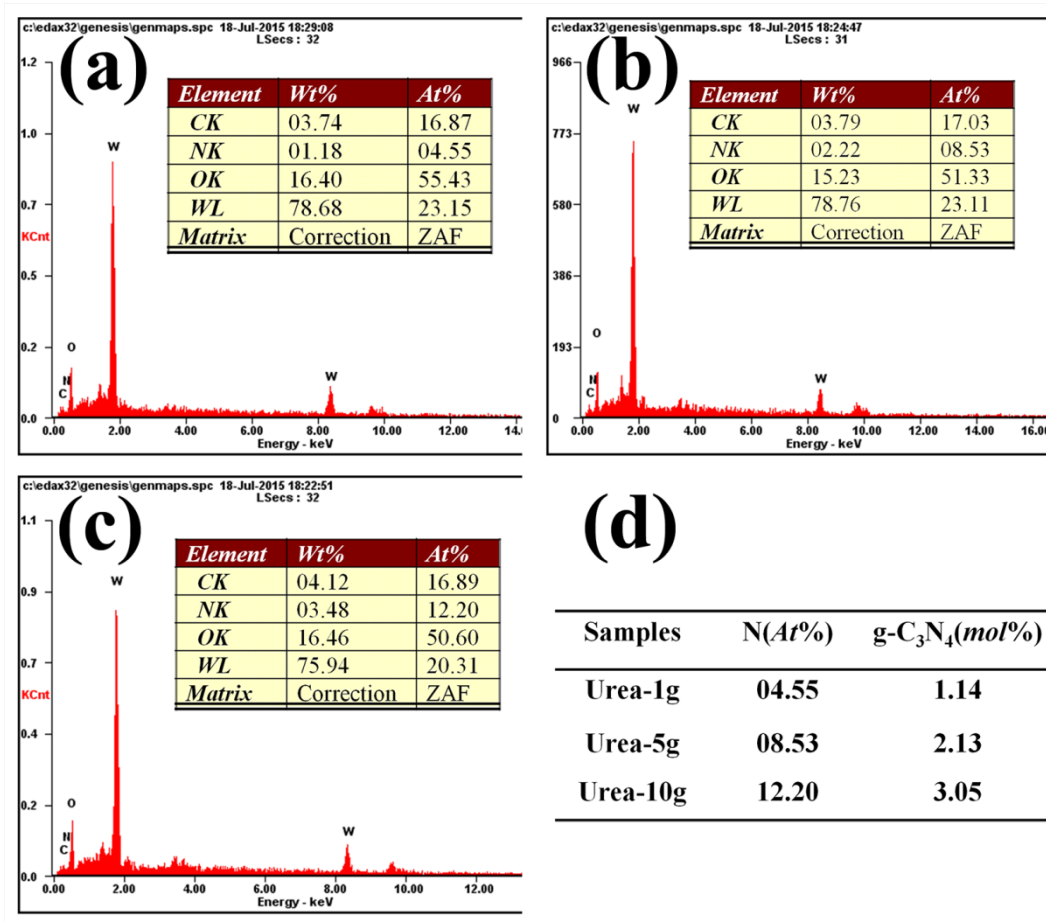 c:\edax32\genesis\genmaps.spc 18-Jul-2015 18:29:08
LSecs : 32
(a)
1.2
1.0
0.7
KCnt
0.5
0.2
0.0
Element Wt% At%
CK 03.74 16.87
NK 01.18 04.55
OK 16.40 55.43
WL 78.68 23.15
Matrix Correction ZAF
W
O
N
C
W
0.00 2.00 4.00 6.00 8.00 10.00 12.00 14.0
Energy - keV
c:\edax32\genesis\genmaps.spc 18-Jul-2015 18:24:47
LSecs : 31
(b)
966
773
580
386
193
0
Element Wt% At%
CK 03.79 17.03
NK 02.22 08.53
OK 15.23 51.33
WL 78.76 23.11
Matrix Correction ZAF
W
O
N
C
W
0.00 2.00 4.00 6.00 8.00 10.00 12.00 14.00 16.0
Energy - keV
c:\edax32\genesis\genmaps.spc 18-Jul-2015 18:22:51
LSecs : 32
(c)
1.1
0.9
0.7
KCnt
0.4
0.2
0.0
Element Wt% At%
CK 04.12 16.89
NK 03.48 12.20
OK 16.46 50.60
WL 75.94 20.31
Matrix Correction ZAF
W
O
N
C
W
0.00 2.00 4.00 6.00 8.00 10.00 12.00
Energy - keV
(d)
Samples N(At%) g-C₃N₄(mol%)
Urea-1g 04.55 1.14
Urea-5g 08.53 2.13
Urea-10g 12.20 3.05